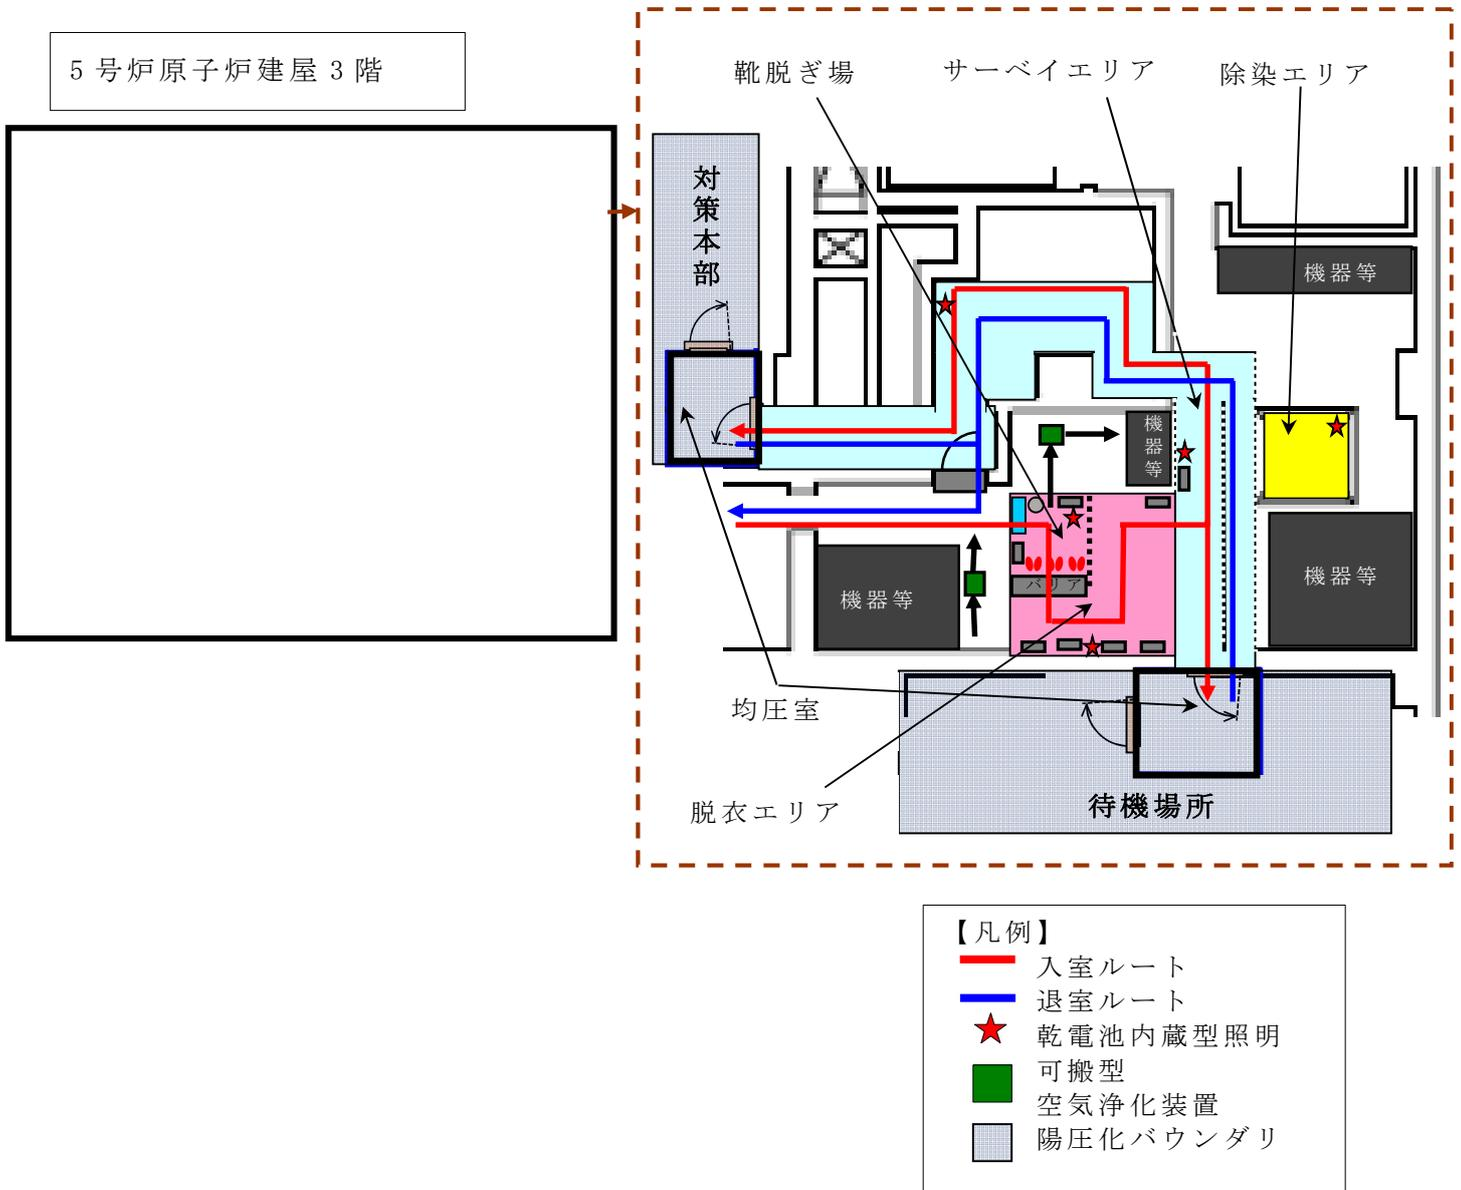 5号炉原子炉建屋3階
靴脱ぎ場
サーベイエリア
除染エリア
対策本部
機器等
機器等
バリア
機器等
機器等
均圧室
脱衣エリア
待機場所
【凡例】
入室ルート
退室ルート
乾電池内蔵型照明
可搬型
空気浄化装置
陽圧化バウンダリ